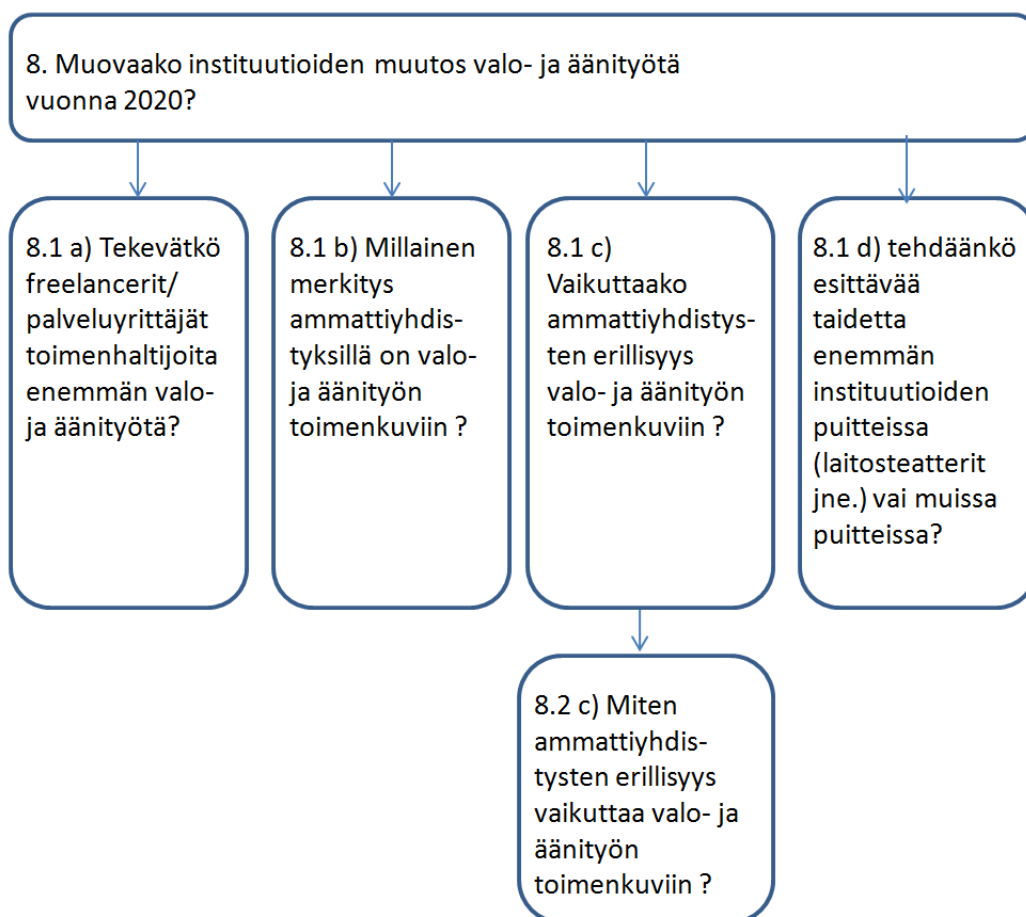 8. Muovaako instituutioiden muutos valo- ja äänityötä
vuonna 2020?
8.1 a) Tekevätkö
freelancerit/
palveluyrittäjät
toimenhaltijoita
enemmän valo-
ja äänityötä?
8.1 b) Millainen
merkitys
ammattiyhdis-
tyksillä on valo-
ja äänityön
toimenkuviin ?
8.1 c)
Vaikuttaako
ammattiyhdistys-
ten erillisyys
valo- ja äänityön
toimenkuviin ?
8.1 d) tehdäänkö
esittävää
taidetta
enemmän
instituutioiden
puitteissa
(laitosteatterit
jne.) vai muissa
puitteissa?
8.2 c) Miten
ammattiyhdis-
tysten erillisyys
vaikuttaa valo- ja
äänityön
toimenkuviin ?